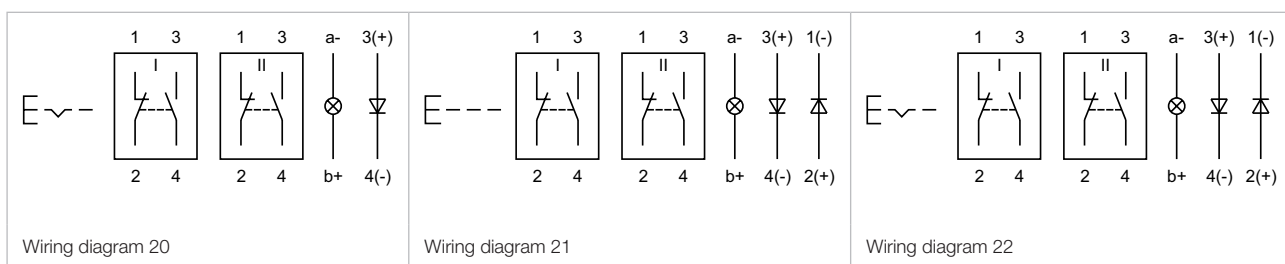 1 3 1 3 a- 3(+)
I II
2 4 2 4 b+ 4(-)
Wiring diagram 20
1 3 1 3 a- 3(+) 1(-)
I II
2 4 2 4 b+ 4(-) 2(+)
Wiring diagram 21
1 3 1 3 a- 3(+) 1(-)
I II
2 4 2 4 b+ 4(-) 2(+)
Wiring diagram 22